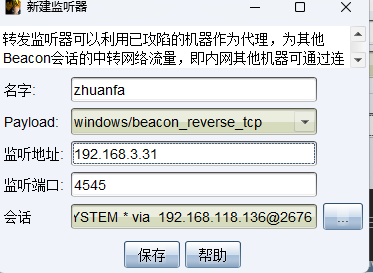 新建监听器
转发监听器可以利用已攻陷的机器作为代理，为其他
Beacon会话的中转网络流量，即内网其他机器可通过连
名字: zhuanfa
Payload: windows/beacon_reverse_tcp
监听地址: 192.168.3.31
监听端口: 4545
会话 YSTEM * via 192.168.118.136@2676 ...
保存 帮助